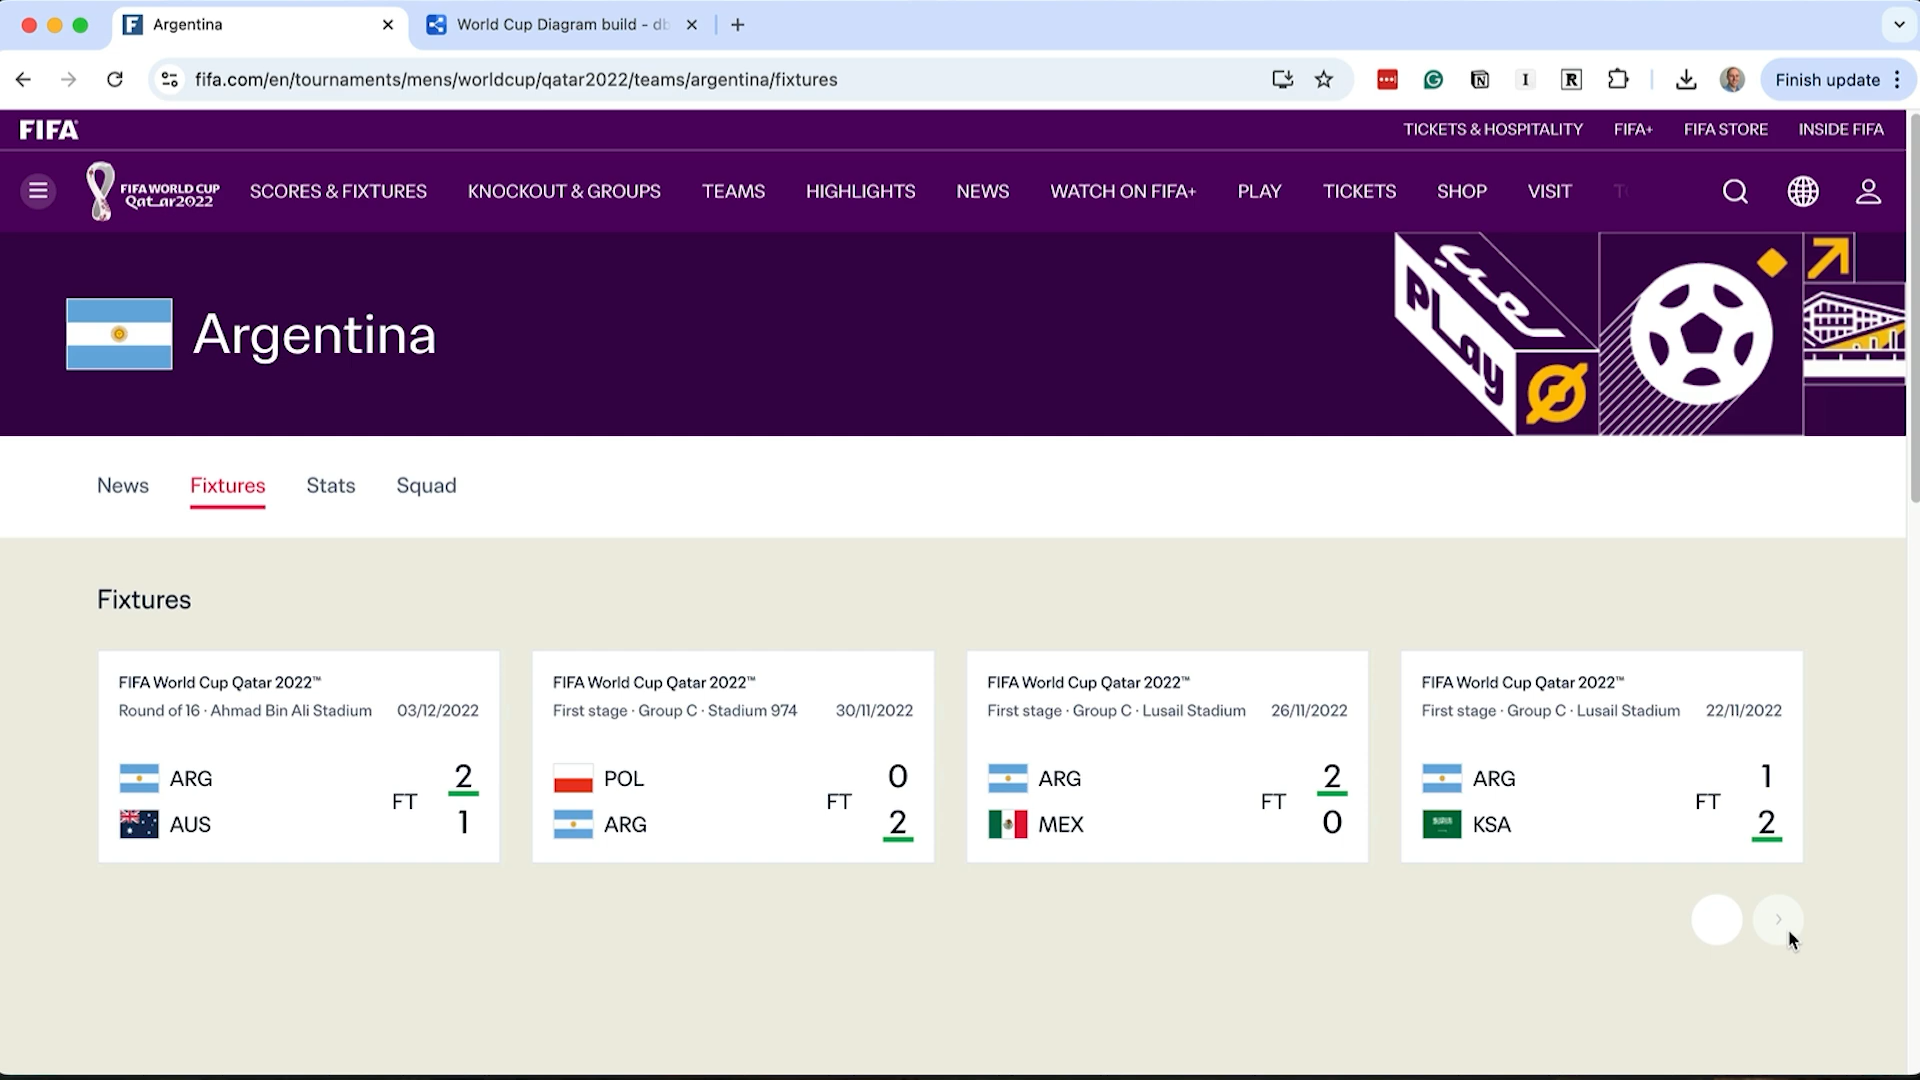 Argentina
World Cup Diagram build - db
fifa.com/en/tournaments/mens/worldcup/qatar2022/teams/argentina/fixtures
Finish update
FIFA
TICKETS & HOSPITALITY
FIFA+
FIFA STORE
INSIDE FIFA
FIFA WORLD CUP
Qatar2022
SCORES & FIXTURES
KNOCKOUT & GROUPS
TEAMS
HIGHLIGHTS
NEWS
WATCH ON FIFA+
PLAY
TICKETS
SHOP
VISIT
Argentina
PLay
News
Fixtures
Stats
Squad
Fixtures
FIFA World Cup Qatar 2022™
Round of 16 · Ahmad Bin Ali Stadium 03/12/2022
ARG 2
FT
AUS 1
FIFA World Cup Qatar 2022™
First stage · Group C · Stadium 974 30/11/2022
POL 0
FT
ARG 2
FIFA World Cup Qatar 2022™
First stage · Group C · Lusail Stadium 26/11/2022
ARG 2
FT
MEX 0
FIFA World Cup Qatar 2022™
First stage · Group C · Lusail Stadium 22/11/2022
ARG 1
FT
KSA 2